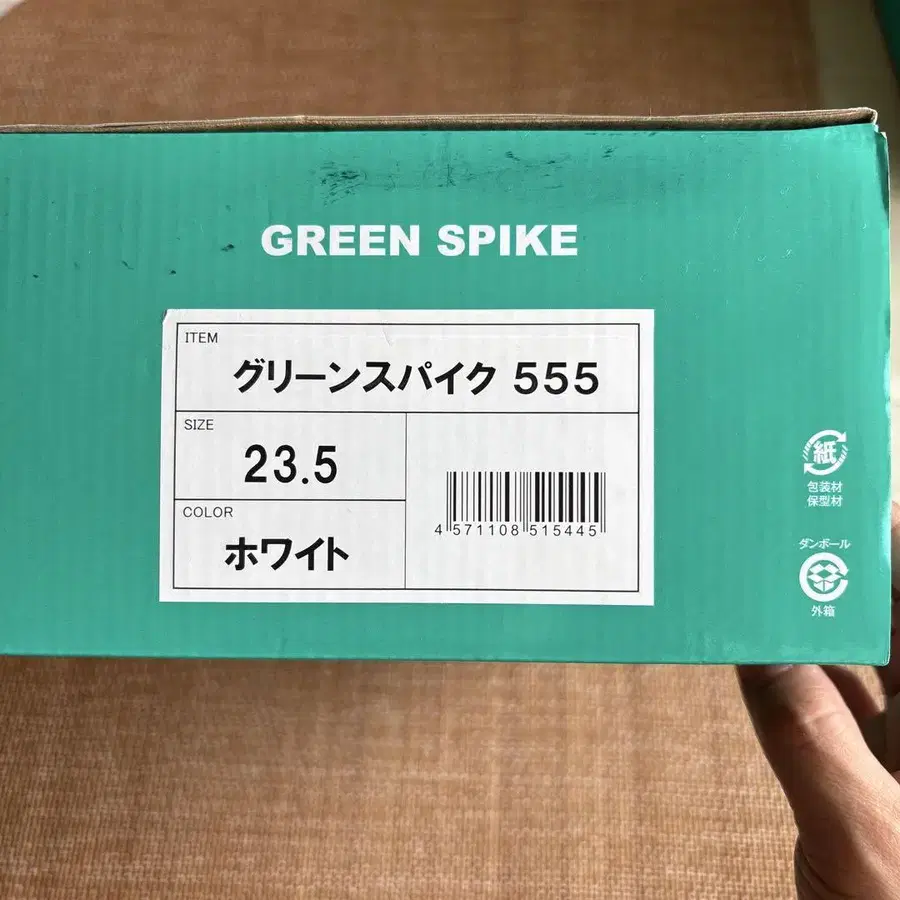 GREEN SPIKE
ITEM
グリーンスパイク 555
SIZE
23.5
COLOR
ホワイト
4 571108 515445
紙
包装材
保型材
ダンボール
外箱